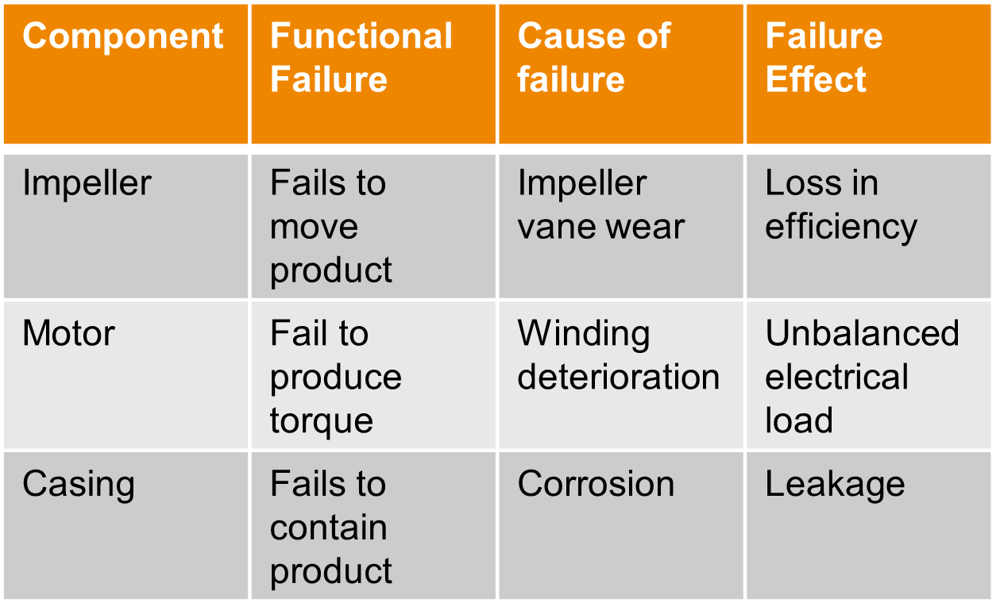 Component
Functional
Failure
Cause of
failure
Failure
Effect
Impeller
Fails to
move
product
Impeller
vane wear
Loss in
efficiency
Motor
Fail to
produce
torque
Winding
deterioration
Unbalanced
electrical
load
Casing
Fails to
contain
product
Corrosion
Leakage